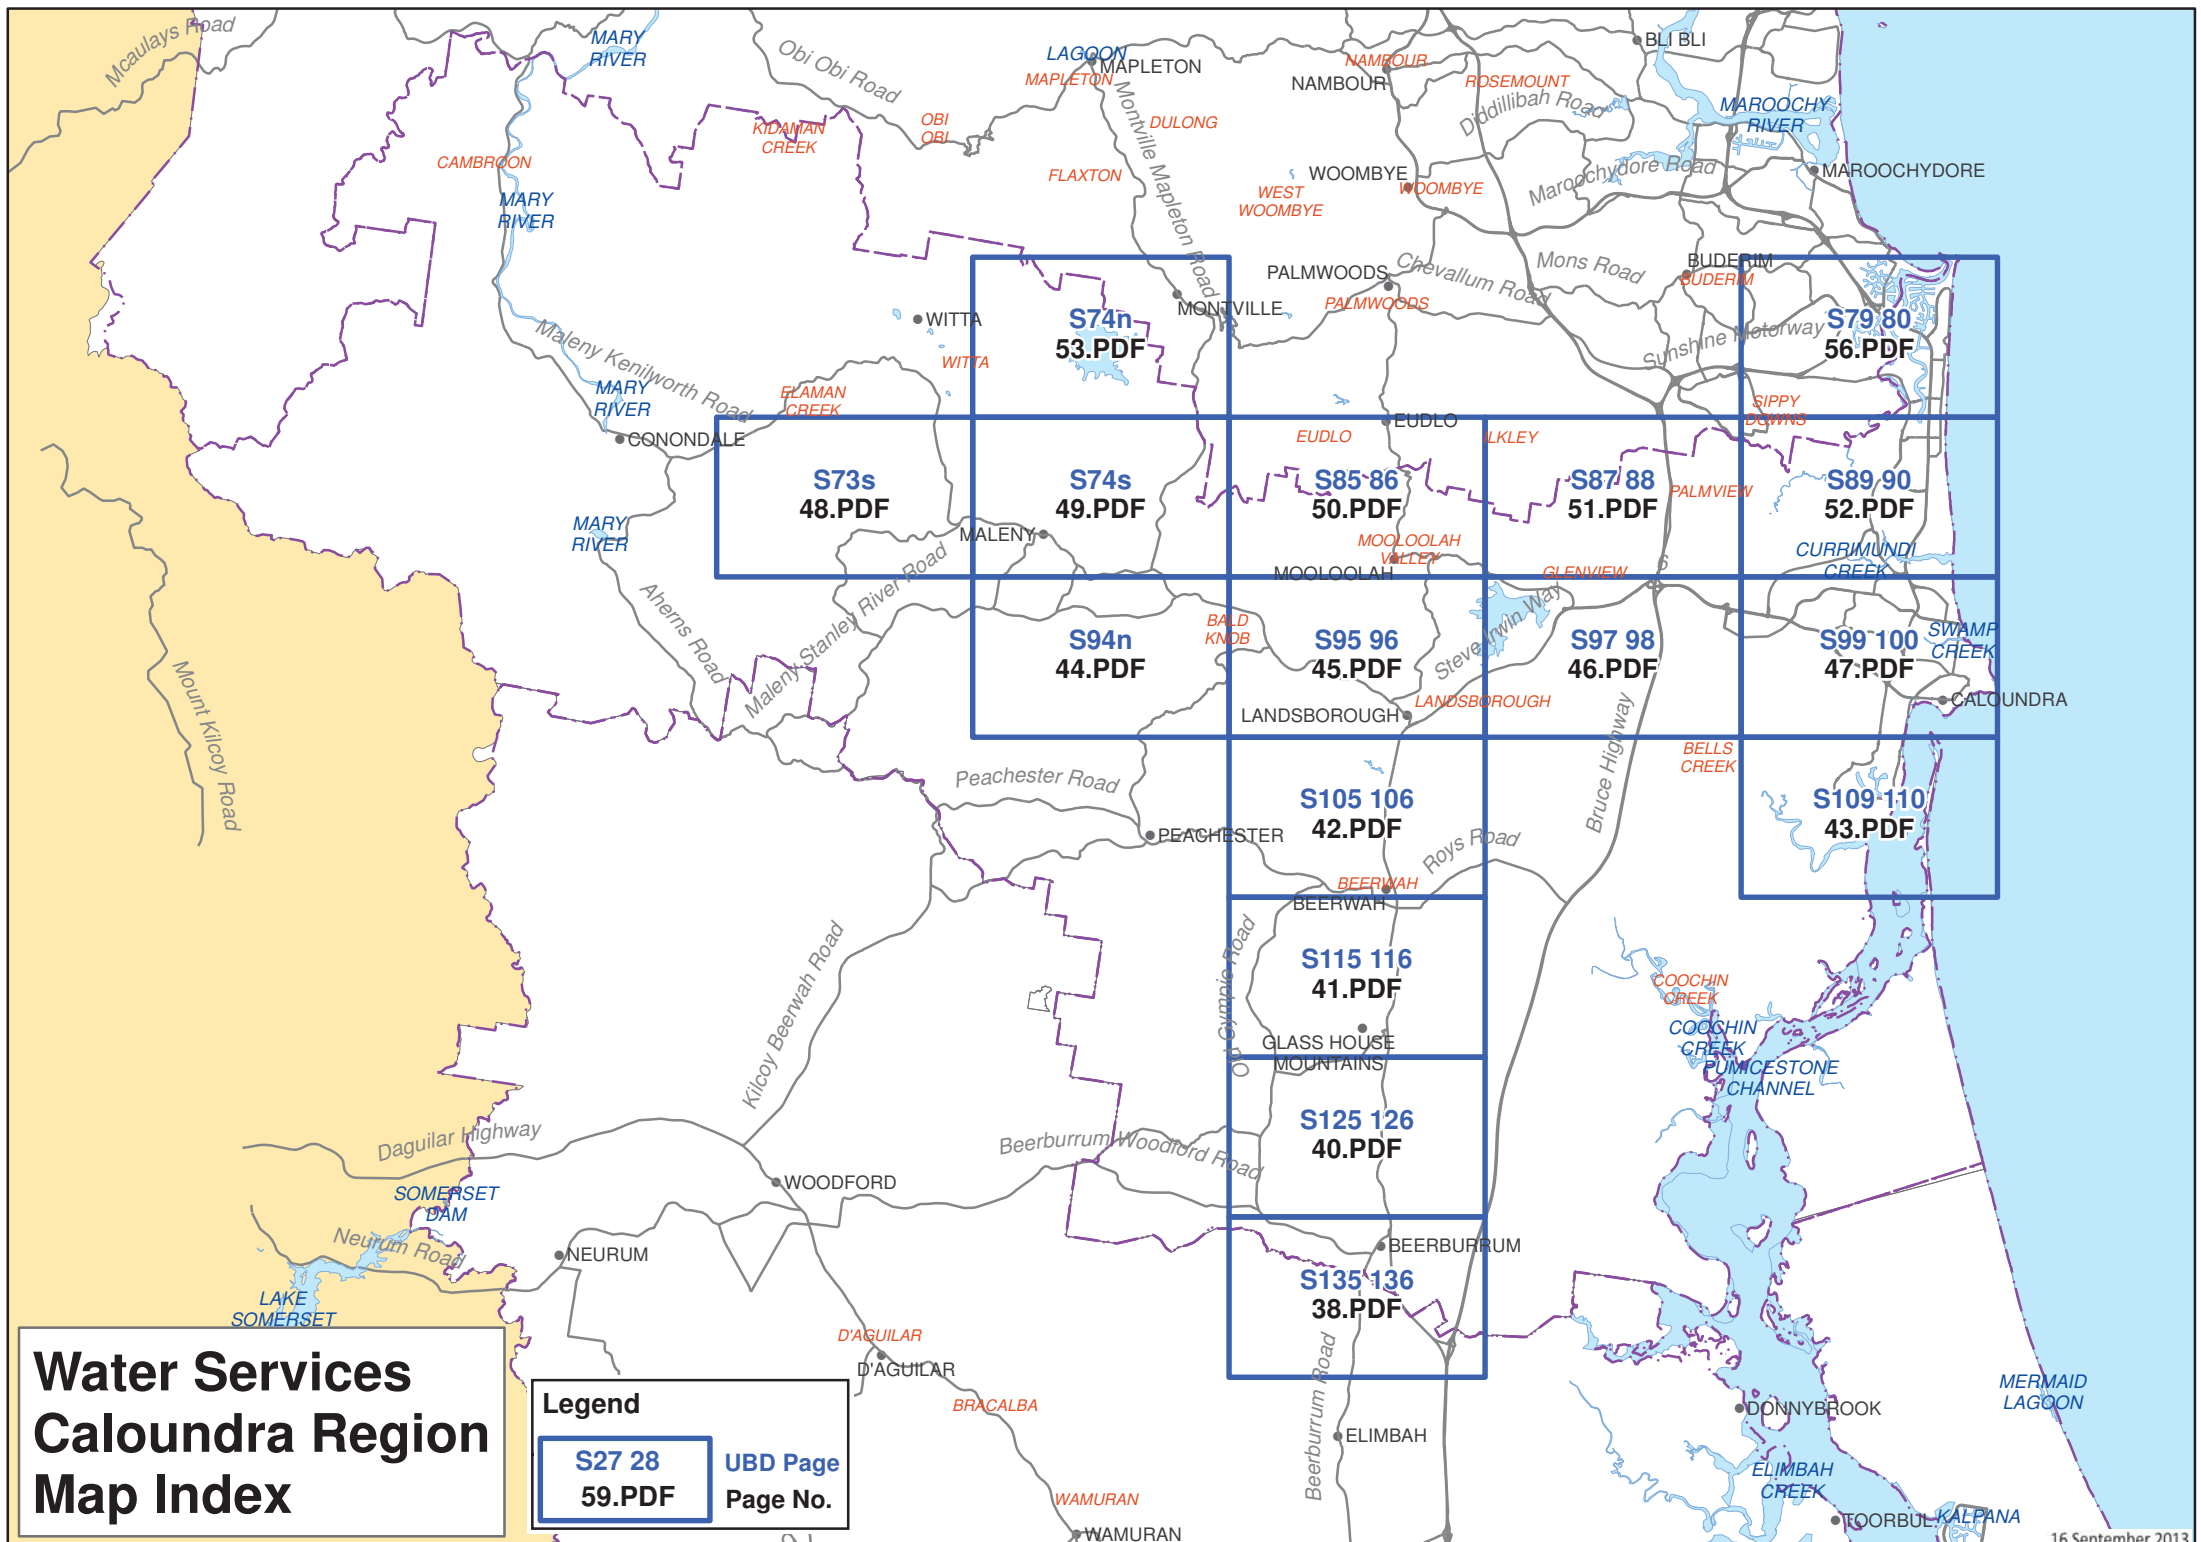 Mcaulays Road
MARY
RIVER
Obi Obi Road
LAGOON
MAPLETON
MAPLETON
NAMBOUR
NAMBOUR
ROSEMOUNT
BLI BLI
Diddillibah Road
MAROOCHY
RIVER
KIDAMAN
CREEK
OBI
OBI
DULONG
CAMBROON
FLAXTON
Montville Mapleton Road
WEST
WOOMBYE
WOOMBYE
WOOMBYE
Maroochydore Road
MAROOCHYDORE
MARY
RIVER
PALMWOODS
PALMWOODS
Chevallum Road
Mons Road
BUDERIM
BUDERIM
WITTA
WITTA
S74n
53.PDF
MONTVILLE
Sunshine Motorway
S79 80
56.PDF
Maleny Kenilworth Road
MARY
RIVER
ELAMAN
CREEK
SIPPY
DOWNS
CONONDALE
EUDLO
EUDLO
ILKLEY
S73s
48.PDF
S74s
49.PDF
S85 86
50.PDF
S87 88
51.PDF
PALMVIEW
S89 90
52.PDF
MARY
RIVER
MALENY
MOOLOOLAH
VALLEY
MOOLOOLAH
GLENVIEW
CURRIMUNDI
CREEK
Aherns Road
Maleny Stanley River Road
S94n
44.PDF
BALD
KNOB
S95 96
45.PDF
Steve Irwin Way
S97 98
46.PDF
S99 100
47.PDF
SWAMP
CREEK
LANDSBOROUGH
LANDSBOROUGH
CALOUNDRA
Mount Kilcoy Road
Peachester Road
PEACHESTER
S105 106
42.PDF
Roys Road
Bruce Highway
BELLS
CREEK
S109 110
43.PDF
BEERWAH
BEERWAH
Kilcoy Beerwah Road
Old Gympie Road
S115 116
41.PDF
GLASS HOUSE
MOUNTAINS
COOCHIN
CREEK
COOCHIN
CREEK
PUMICESTONE
CHANNEL
Daguilar Highway
Beerburrum Woodford Road
S125 126
40.PDF
WOODFORD
SOMERSET
DAM
Neurum Road
NEURUM
BEERBURRUM
S135 136
38.PDF
LAKE
SOMERSET
D'AGUILAR
D'AGUILAR
BRACALBA
Beerburrum Road
ELIMBAH
DONNYBROOK
MERMAID
LAGOON
ELIMBAH
CREEK
WAMURAN
WAMURAN
TOORBUL
KALPANA
Water Services
Caloundra Region
Map Index
Legend
S27 28
59.PDF
UBD Page
Page No.
16 September 2013